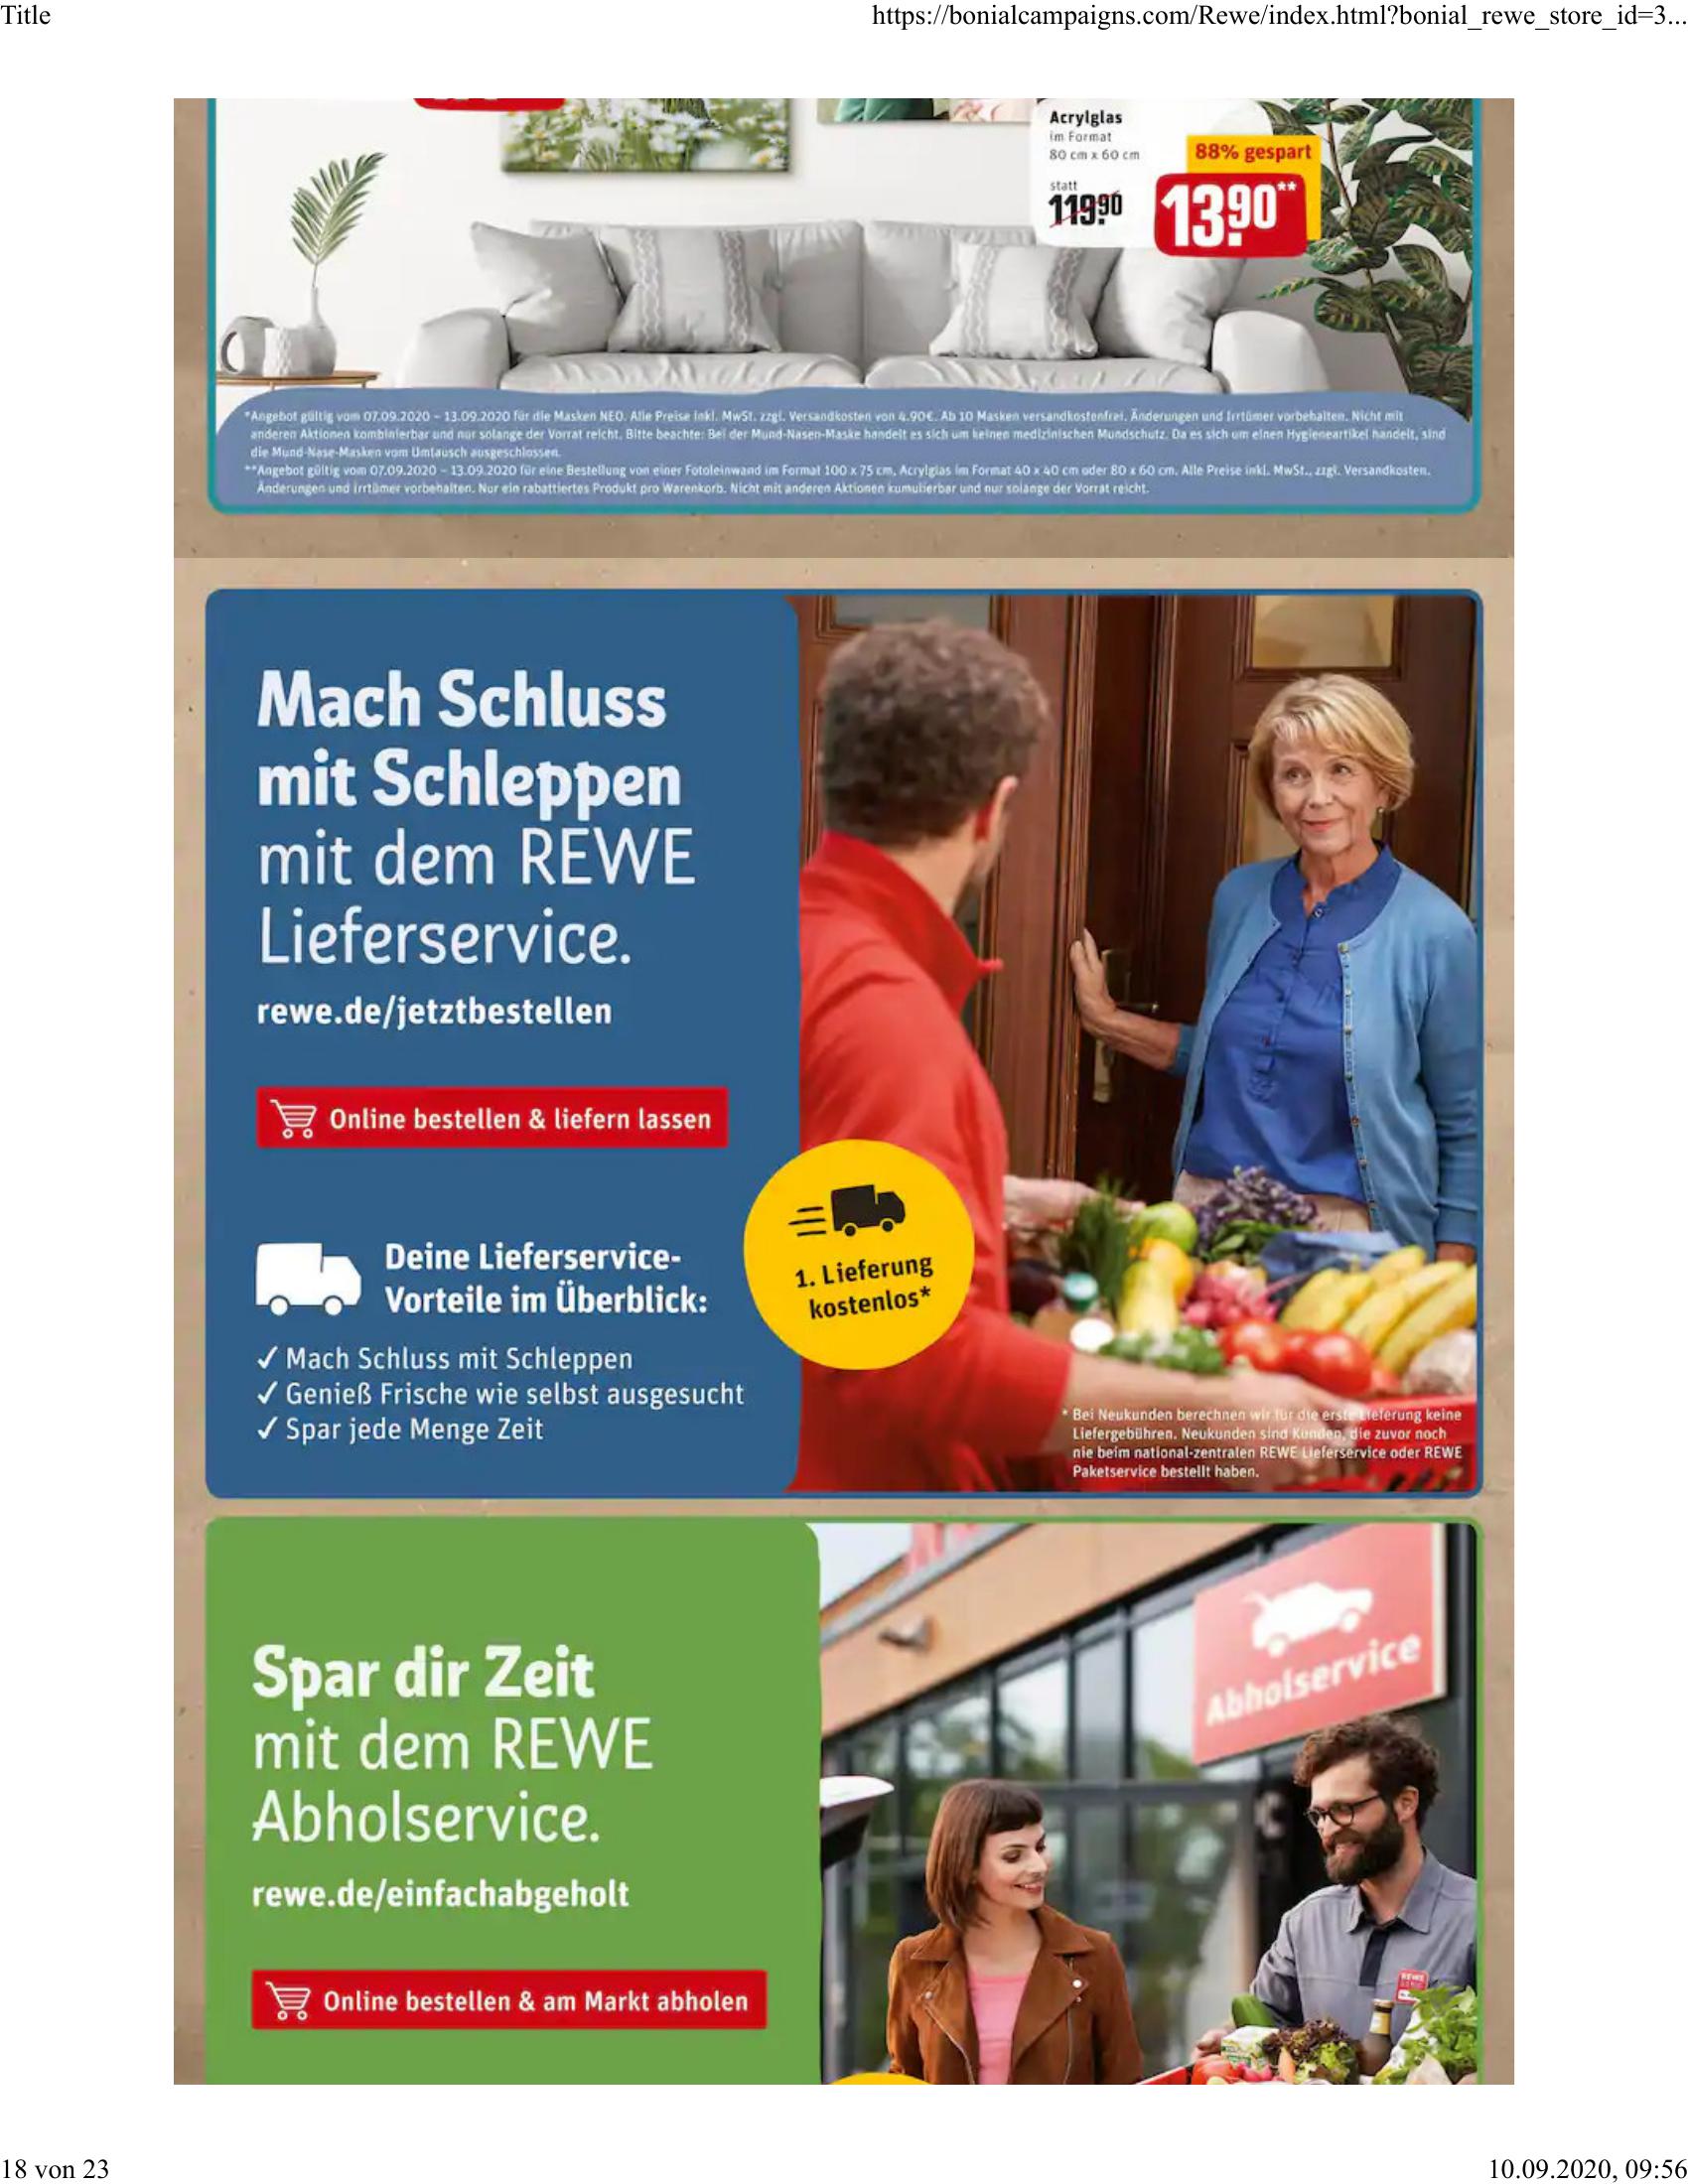 Title
https://bonialcampaigns.com/Rewe/index.html?bonial_rewe_store_id=3...
Acrylglas
im Format
80 cm x 60 cm
88% gespart
statt
119.90
13.90**
*Angebot gültig vom 07.09.2020 – 13.09.2020 für die Masken NEO. Alle Preise inkl. MwSt. zzgl. Versandkosten von 4.90€. Ab 10 Masken versandkostenfrei. Änderungen und Irrtümer vorbehalten. Nicht mit
anderen Aktionen kombinierbar und nur solange der Vorrat reicht. Bitte beachte: Bei der Mund-Nasen-Maske handelt es sich um keinen medizinischen Mundschutz. Da es sich um einen Hygieneartikel handelt, sind
die Mund-Nase-Masken vom Umtausch ausgeschlossen.
**Angebot gültig vom 07.09.2020 – 13.09.2020 für eine Bestellung von einer Fotoleinwand im Format 100 x 75 cm, Acrylglas im Format 40 x 40 cm oder 80 x 60 cm. Alle Preise inkl. MwSt., zzgl. Versandkosten.
Änderungen und Irrtümer vorbehalten. Nur ein rabattiertes Produkt pro Warenkorb. Nicht mit anderen Aktionen kumulierbar und nur solange der Vorrat reicht.
Mach Schluss
mit Schleppen
mit dem REWE
Lieferservice.
rewe.de/jetztbestellen
Online bestellen & liefern lassen
Deine Lieferservice-
Vorteile im Überblick:
✓ Mach Schluss mit Schleppen
✓ Genieß Frische wie selbst ausgesucht
✓ Spar jede Menge Zeit
1. Lieferung
kostenlos*
* Bei Neukunden berechnen wir für die erste Lieferung keine
Liefergebühren. Neukunden sind Kunden, die zuvor noch
nie beim national-zentralen REWE Lieferservice oder REWE
Paketservice bestellt haben.
Spar dir Zeit
mit dem REWE
Abholservice.
rewe.de/einfachabgeholt
Online bestellen & am Markt abholen
Abholservice
REWE
18 von 23
10.09.2020, 09:56